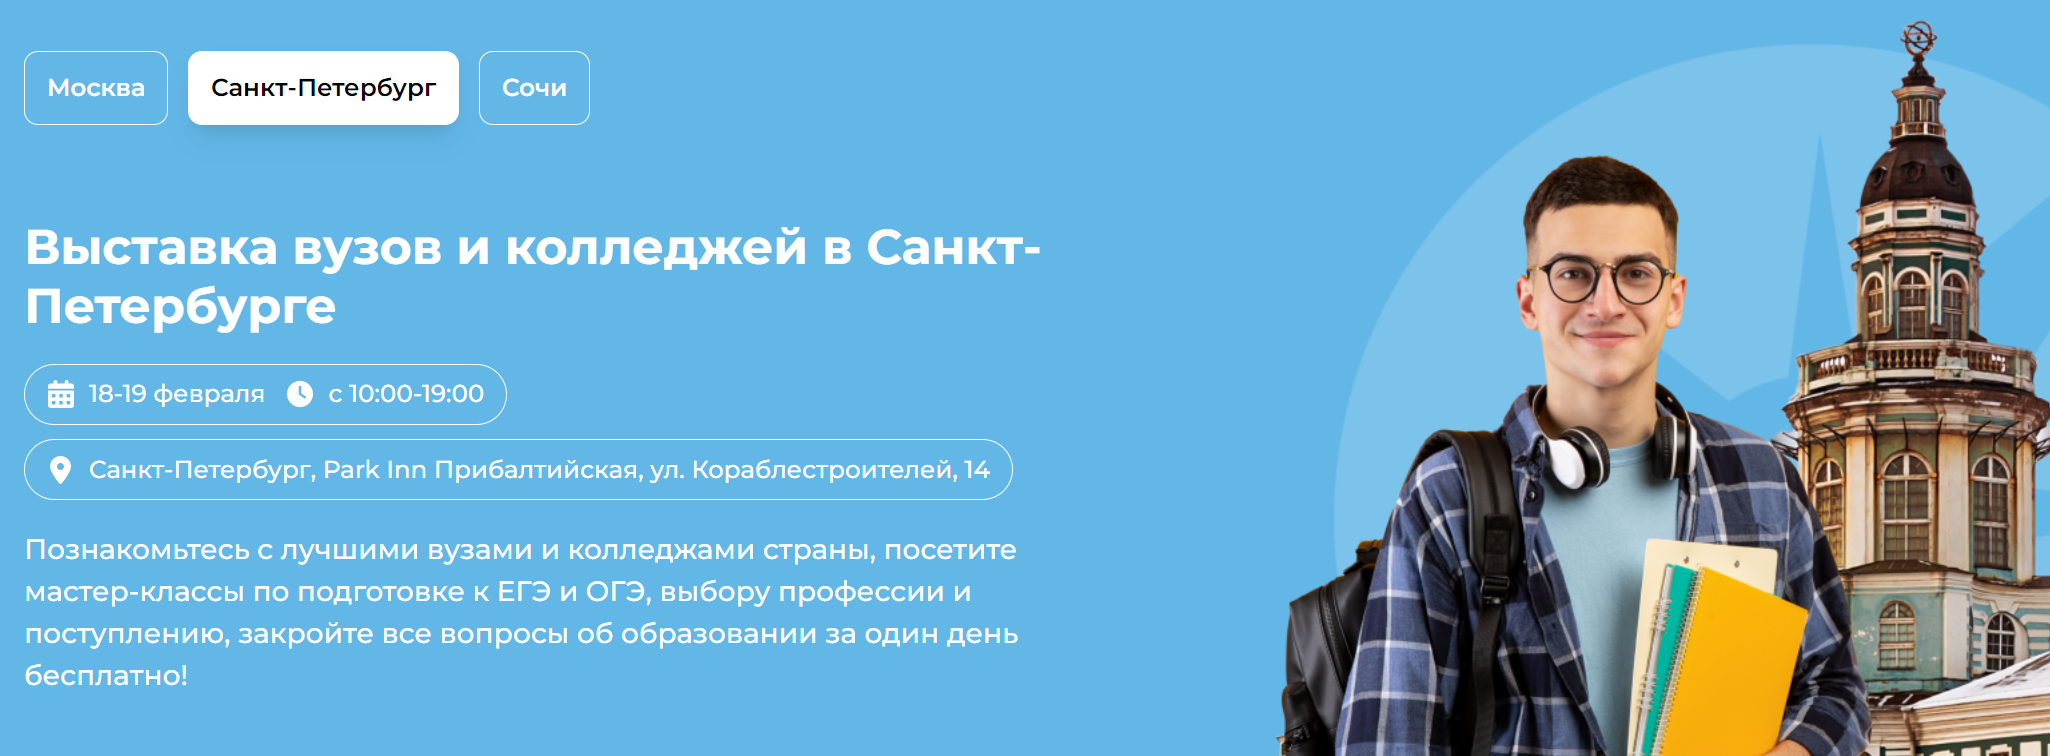 Москва
Санкт-Петербург
Сочи
Выставка вузов и колледжей в Санкт-
Петербурге
18-19 февраля с 10:00-19:00
Санкт-Петербург, Park Inn Прибалтийская, ул. Кораблестроителей, 14
Познакомьтесь с лучшими вузами и колледжами страны, посетите
мастер-классы по подготовке к ЕГЭ и ОГЭ, выбору профессии и
поступлению, закройте все вопросы об образовании за один день
бесплатно!